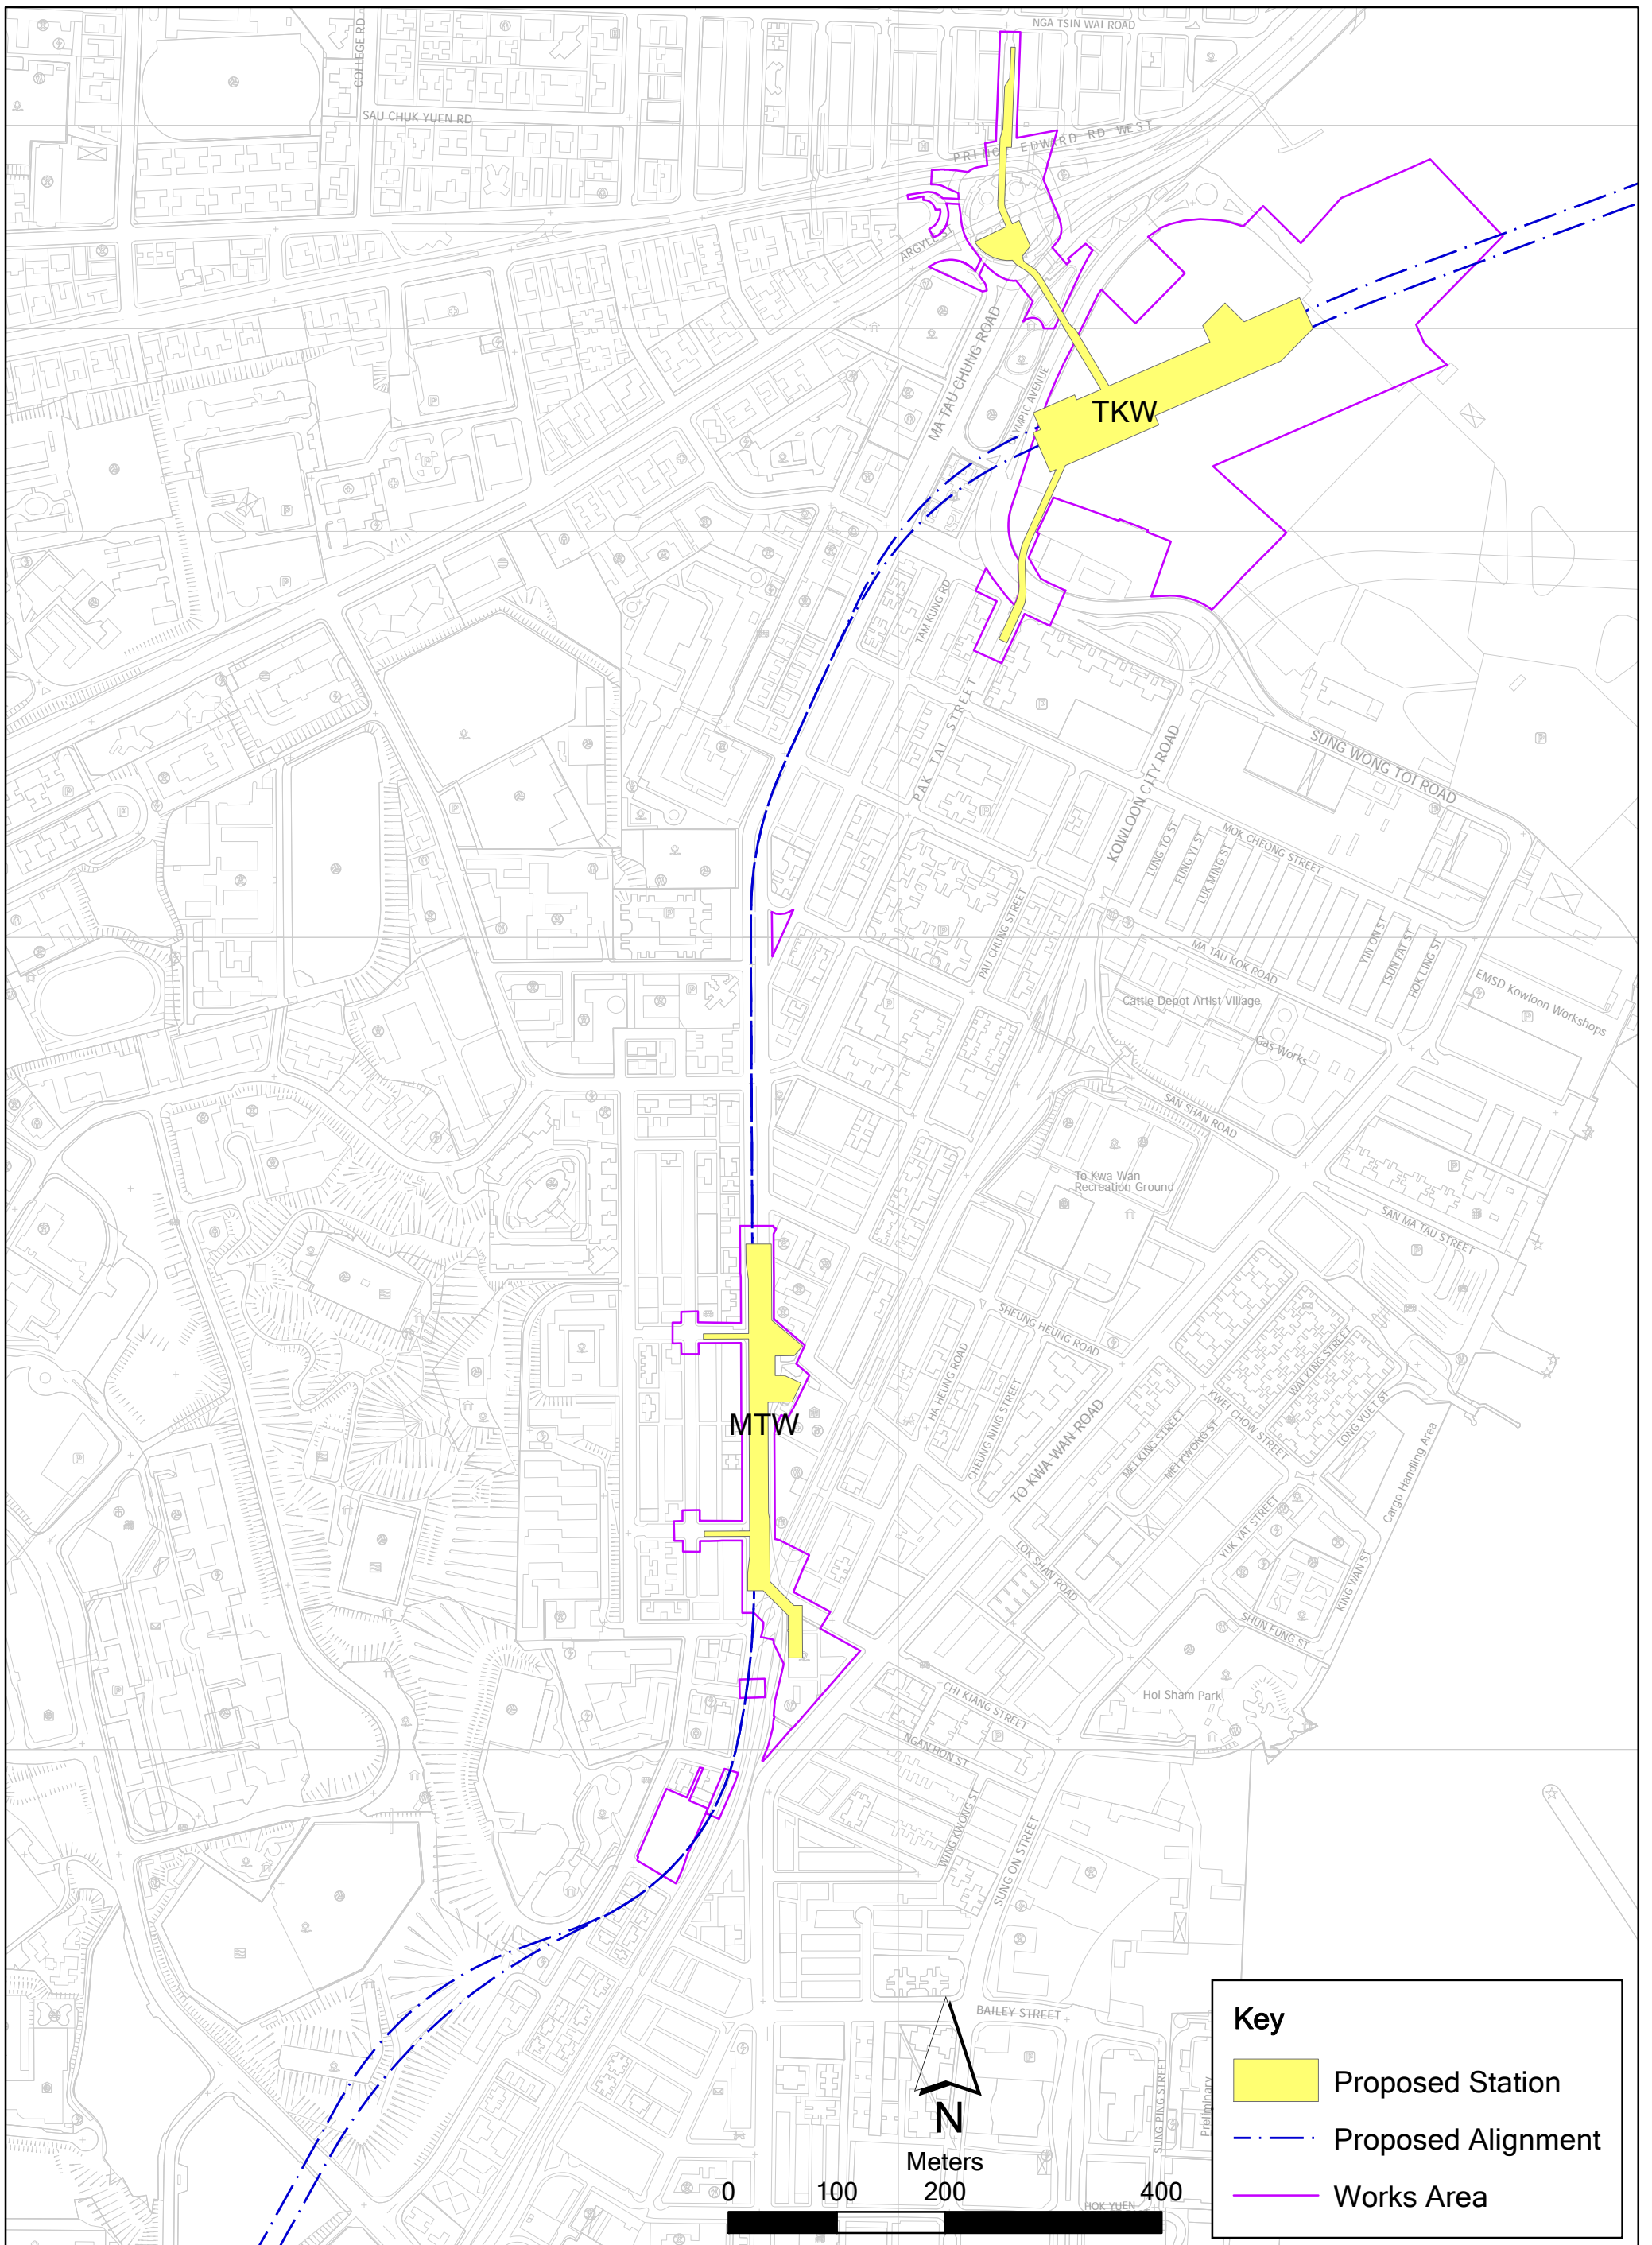 NGA TSIN WAI ROAD
COLLEGE RD
SAU CHUK YUEN RD
PRINCE EDWARD RD WEST
ARGYLE ST
MA TAU CHUNG ROAD
OLYMPIC AVENUE
TKW
TAM KUNG RD
PAK TAI STREET
KOWLOON CITY ROAD
SUNG WONG TOI ROAD
LUNG TO ST
FUNG YI ST
LUK MING ST
MOK CHEONG STREET
PAU CHUNG STREET
MA TAU KOK ROAD
YIN ON ST
TSUN FAT ST
HOK LING ST
EMSD Kowloon Workshops
Cattle Depot Artist Village
Gas Works
SAN SHAN ROAD
To Kwa Wan
Recreation Ground
SAN MA TAU STREET
SHEUNG HEUNG ROAD
HA HEUNG ROAD
CHEUNG NING STREET
TO KWA WAN ROAD
WAI KING STREET
KWEI CHOW STREET
LONG YUET ST
MEI KING STREET
MEI KWONG ST
Cargo Handling Area
MTW
YUK YAT STREET
LOK SHAN ROAD
KING WAN ST
SHUN FUNG ST
Hoi Sham Park
CHI KIANG STREET
NGAN HON ST
WING KWONG ST
SUNG ON STREET
BAILEY STREET
SUNG PING STREET
Preliminary
HOK YUEN
N
Meters
0 100 200 400
Key
Proposed Station
Proposed Alignment
Works Area